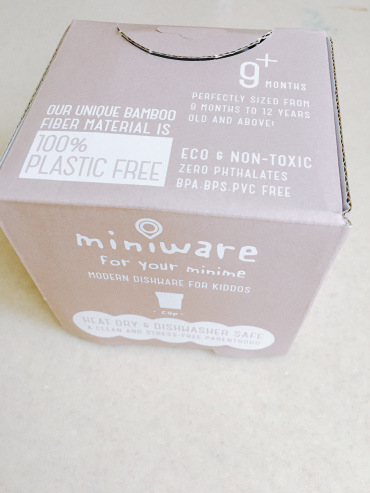 9+ MONTHS
PERFECTLY SIZED FROM
9 MONTHS TO 12 YEARS
OLD AND ABOVE!
OUR UNIQUE BAMBOO
FIBER MATERIAL IS
100%
PLASTIC FREE
ECO & NON-TOXIC
ZERO PHTHALATES
BPA.BPS.PVC FREE
miniware
for your minime
MODERN DISHWARE FOR KIDDOS
· CUP ·
HEAT DRY & DISHWASHER SAFE
A CLEAN AND STRESS-FREE PARENTHOOD